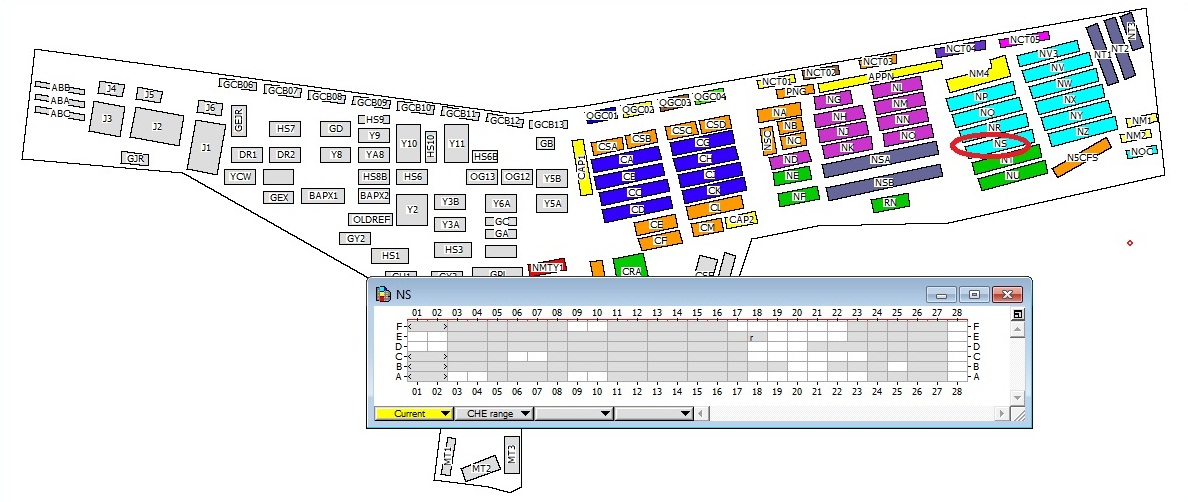 NCT01 NCT02 NCT03 NCT04 NCT05 NT1 NT2 NT3
ABB ABA ABC J4 J5 J3 J2 J6 J1 GJR
GCB06 GCB07 GCB08 GCB09 GCB10 GCB11 GCB12 GCB13
OGC01 OGC02 OGC03 OGC04
GEJR HS7 GD HS9 Y9 Y10 HS10 Y11 GB
DR1 DR2 Y8 YA8 HS6B
YCW HS8B HS6 OG13 OG12 Y5B
GEX BAPX1 BAPX2 Y2 Y3B Y6A Y5A
OLDREF Y3A GC GA
GY2 HS1 HS3
CAP1 CSA CSB CSC CSD
CA CB CC CD CE CF
CG CH CJ CK CL CM CAP2
NMTY1 CRA
PNG APPN NSC NA NB NC ND NE NF
NG NH NJ NK NL NM NN NO
NSA NSB RN
NM4 NP NQ NR NS NT NU
NV3 NV NW NX NY NZ
NSCFS NM1 NM2 NOC
NS
01 02 03 04 05 06 07 08 09 10 11 12 13 14 15 16 17 18 19 20 21 22 23 24 25 26 27 28
F F
E r E
D D
C C
B B
A A
01 02 03 04 05 06 07 08 09 10 11 12 13 14 15 16 17 18 19 20 21 22 23 24 25 26 27 28
Current CHE range
MT1 MT2 MT3